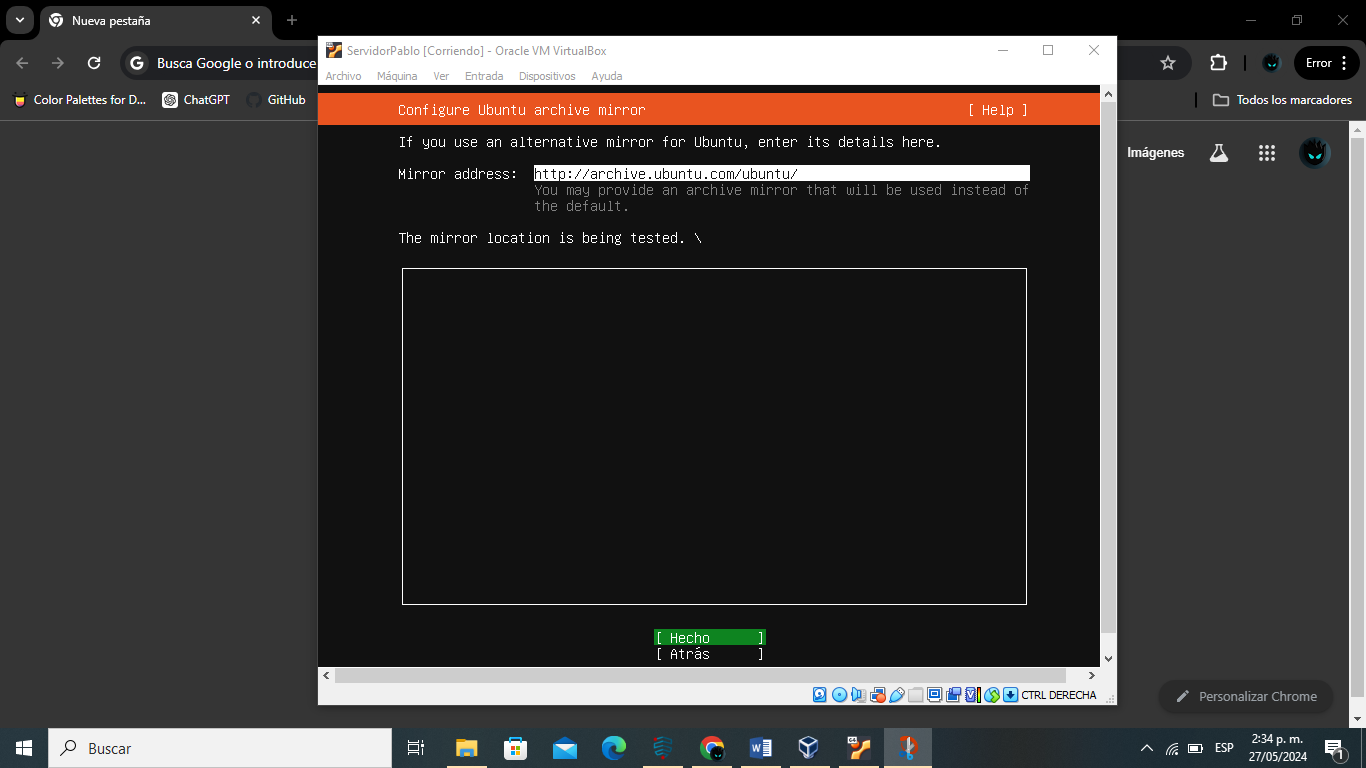 Nueva pestaña
ServidorPablo [Corriendo] - Oracle VM VirtualBox
Busca Google o introduce
Error
Archivo Máquina Ver Entrada Dispositivos Ayuda
Color Palettes for D...
ChatGPT
GitHub
Todos los marcadores
Configure Ubuntu archive mirror [ Help ]
If you use an alternative mirror for Ubuntu, enter its details here.
Imágenes
Mirror address: http://archive.ubuntu.com/ubuntu/
You may provide an archive mirror that will be used instead of
the default.
The mirror location is being tested. \
[ Hecho ]
[ Atrás ]
CTRL DERECHA
Personalizar Chrome
Buscar
ESP
2:34 p. m.
27/05/2024
1